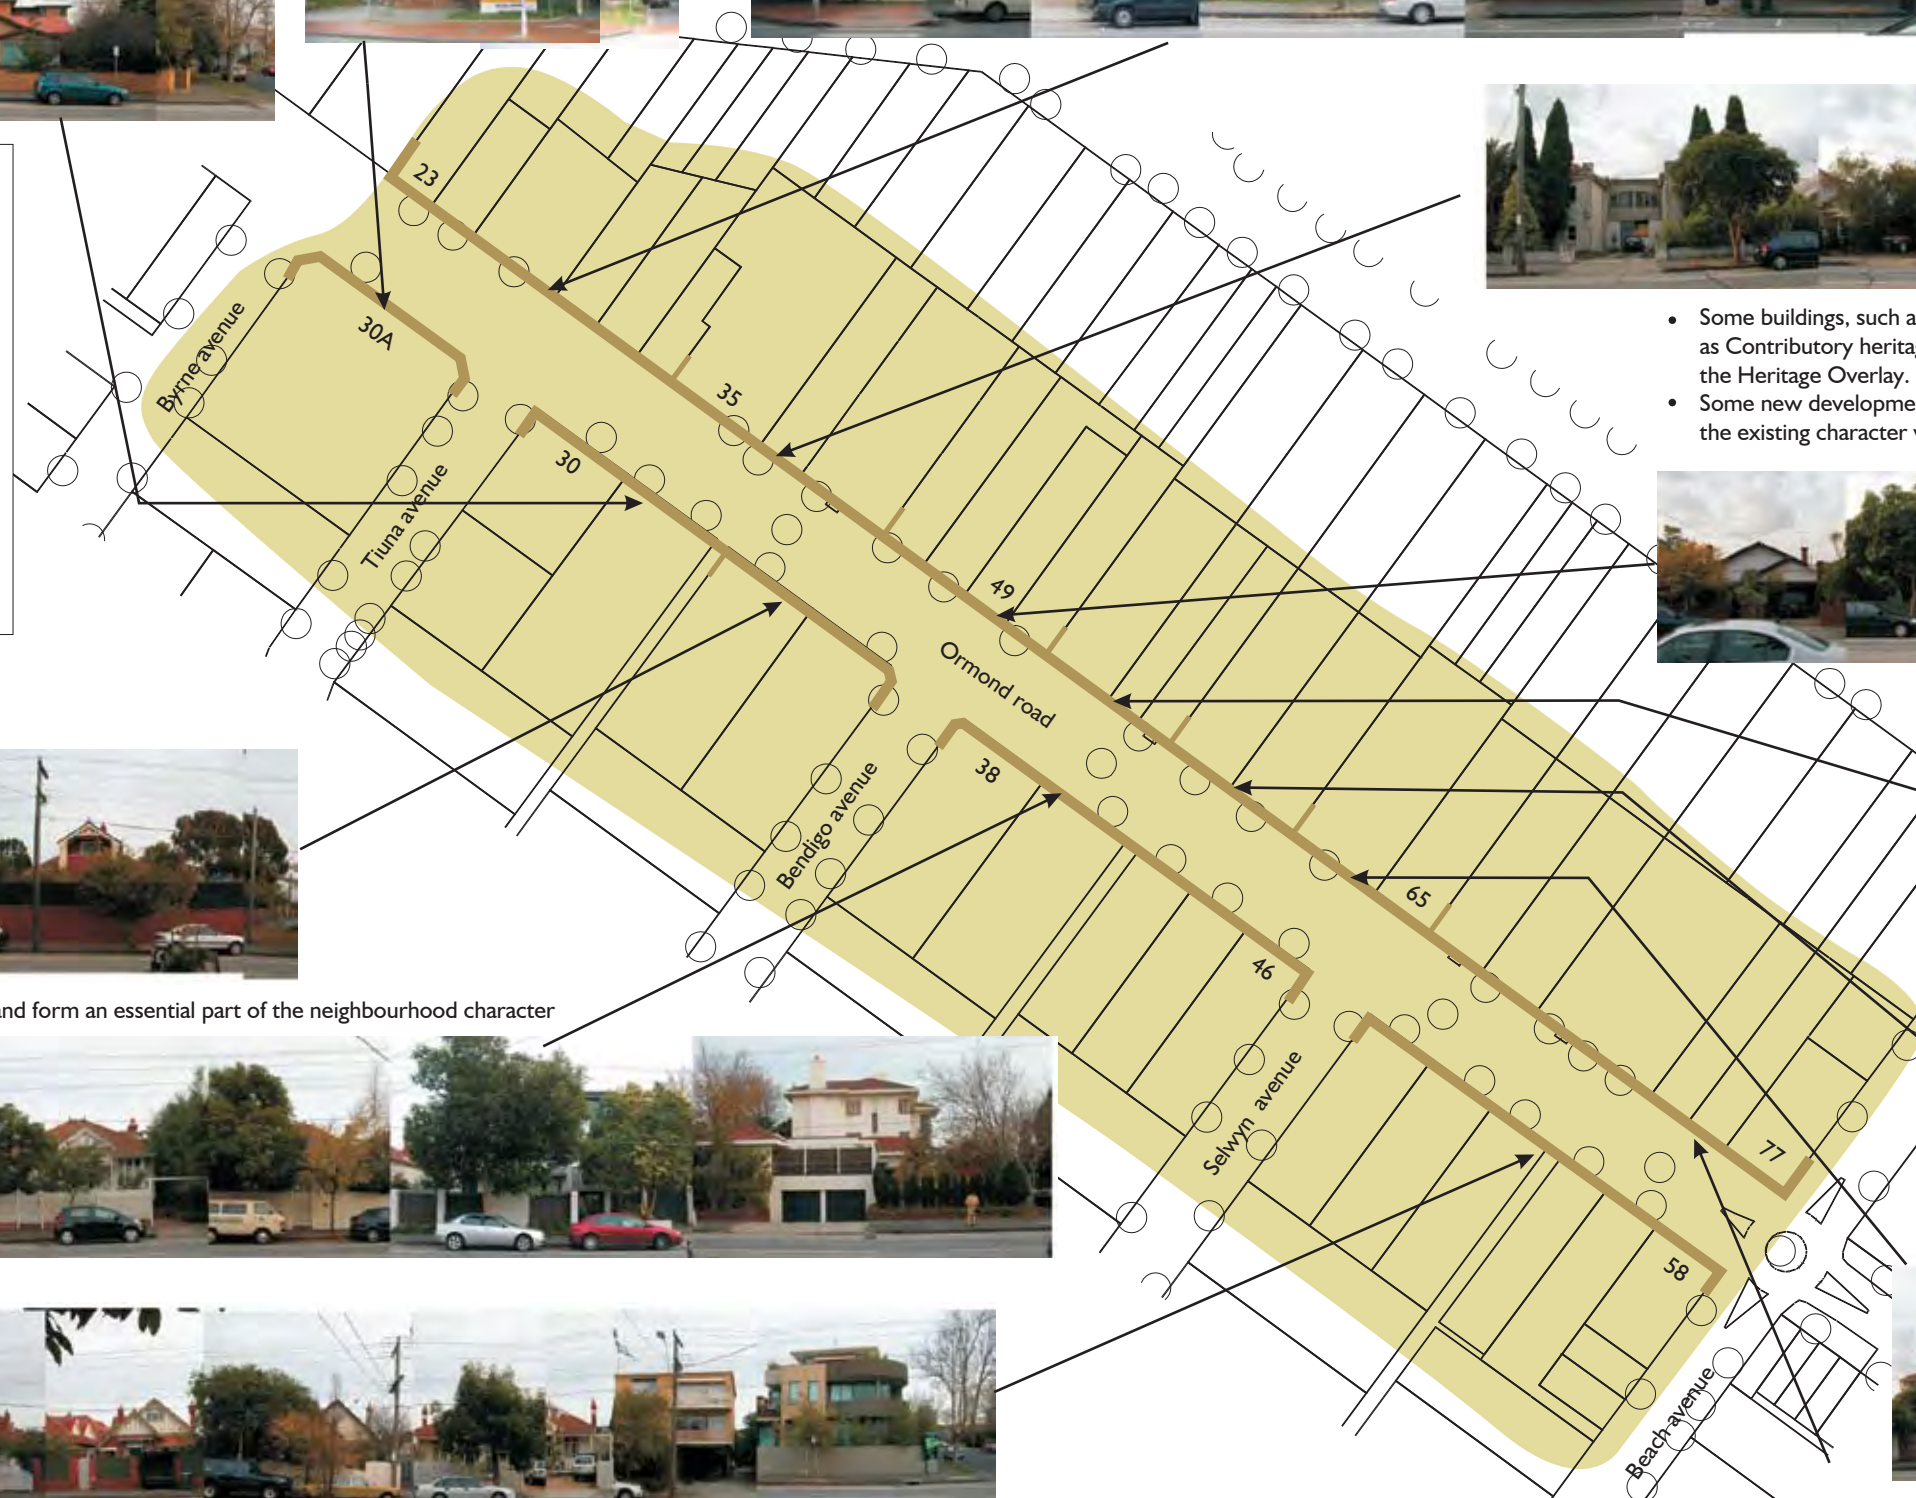 23
30A
Byrne avenue
35
30
Tiuna avenue
49
Ormond road
38
Bendigo avenue
65
46
Selwyn avenue
77
58
Beach avenue
• Some buildings, such a
as Contributory herita
the Heritage Overlay.
• Some new developme
the existing character
and form an essential part of the neighbourhood character